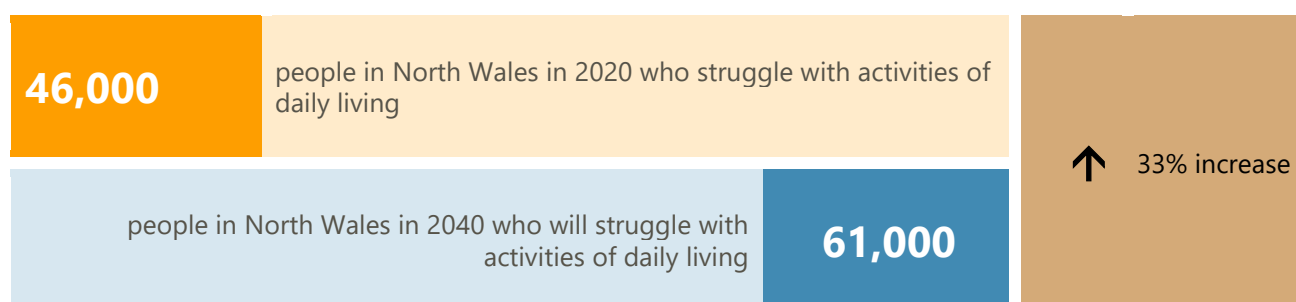 46,000
people in North Wales in 2020 who struggle with activities of
daily living
people in North Wales in 2040 who will struggle with
activities of daily living
61,000
↑ 33% increase